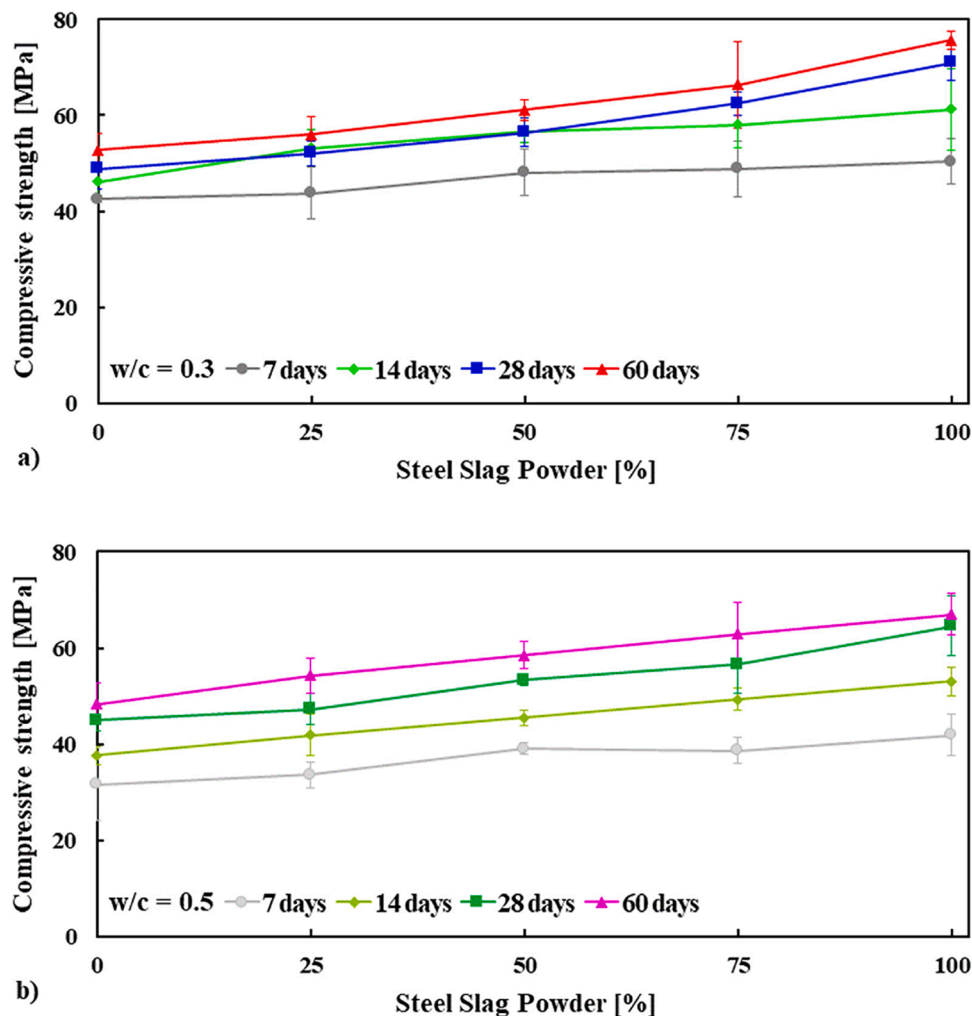 80
60
40
20
0
Compressive strength [MPa]
w/c = 0.3 7 days 14 days 28 days 60 days
0 25 50 75 100
a)
Steel Slag Powder [%]
80
60
40
20
0
Compressive strength [MPa]
w/c = 0.5 7 days 14 days 28 days 60 days
0 25 50 75 100
b)
Steel Slag Powder [%]